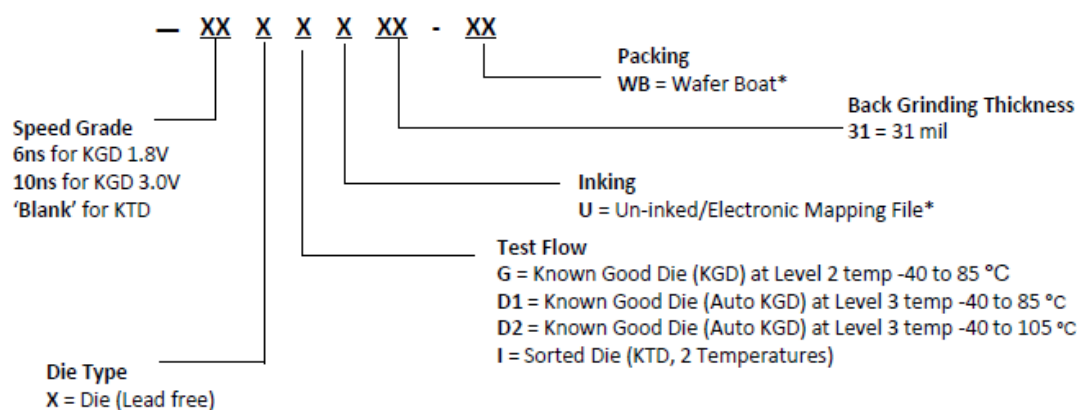 — XX X X X XX - XX
Packing
WB = Wafer Boat*
Back Grinding Thickness
31 = 31 mil
Speed Grade
6ns for KGD 1.8V
10ns for KGD 3.0V
‘Blank’ for KTD
Inking
U = Un-inked/Electronic Mapping File*
Test Flow
G = Known Good Die (KGD) at Level 2 temp -40 to 85 °C
D1 = Known Good Die (Auto KGD) at Level 3 temp -40 to 85 °C
D2 = Known Good Die (Auto KGD) at Level 3 temp -40 to 105 °C
I = Sorted Die (KTD, 2 Temperatures)
Die Type
X = Die (Lead free)